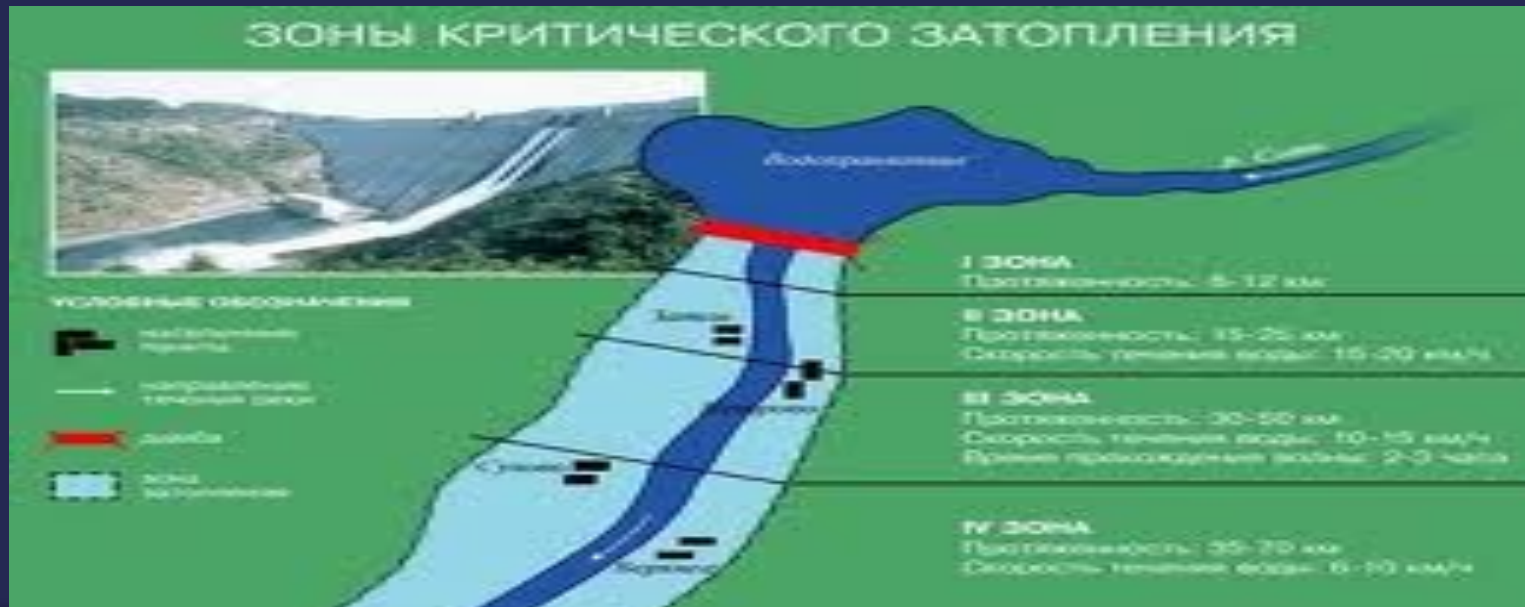 ЗОНЫ КРИТИЧЕСКОГО ЗАТОПЛЕНИЯ
Водохранилище
I ЗОНА
Протяженность: 6-12 км
УСЛОВНЫЕ ОБОЗНАЧЕНИЯ
II ЗОНА
Протяженность: 15-25 км
Скорость течения воды: 15-20 км/ч
населенные
пункты
направление
течения реки
III ЗОНА
Протяженность: 30-50 км
Скорость течения воды: 10-15 км/ч
Время прохождения волны: 2-3 часа
дамба
зона
затопления
IV ЗОНА
Протяженность: 35-70 км
Скорость течения воды: 6-10 км/ч